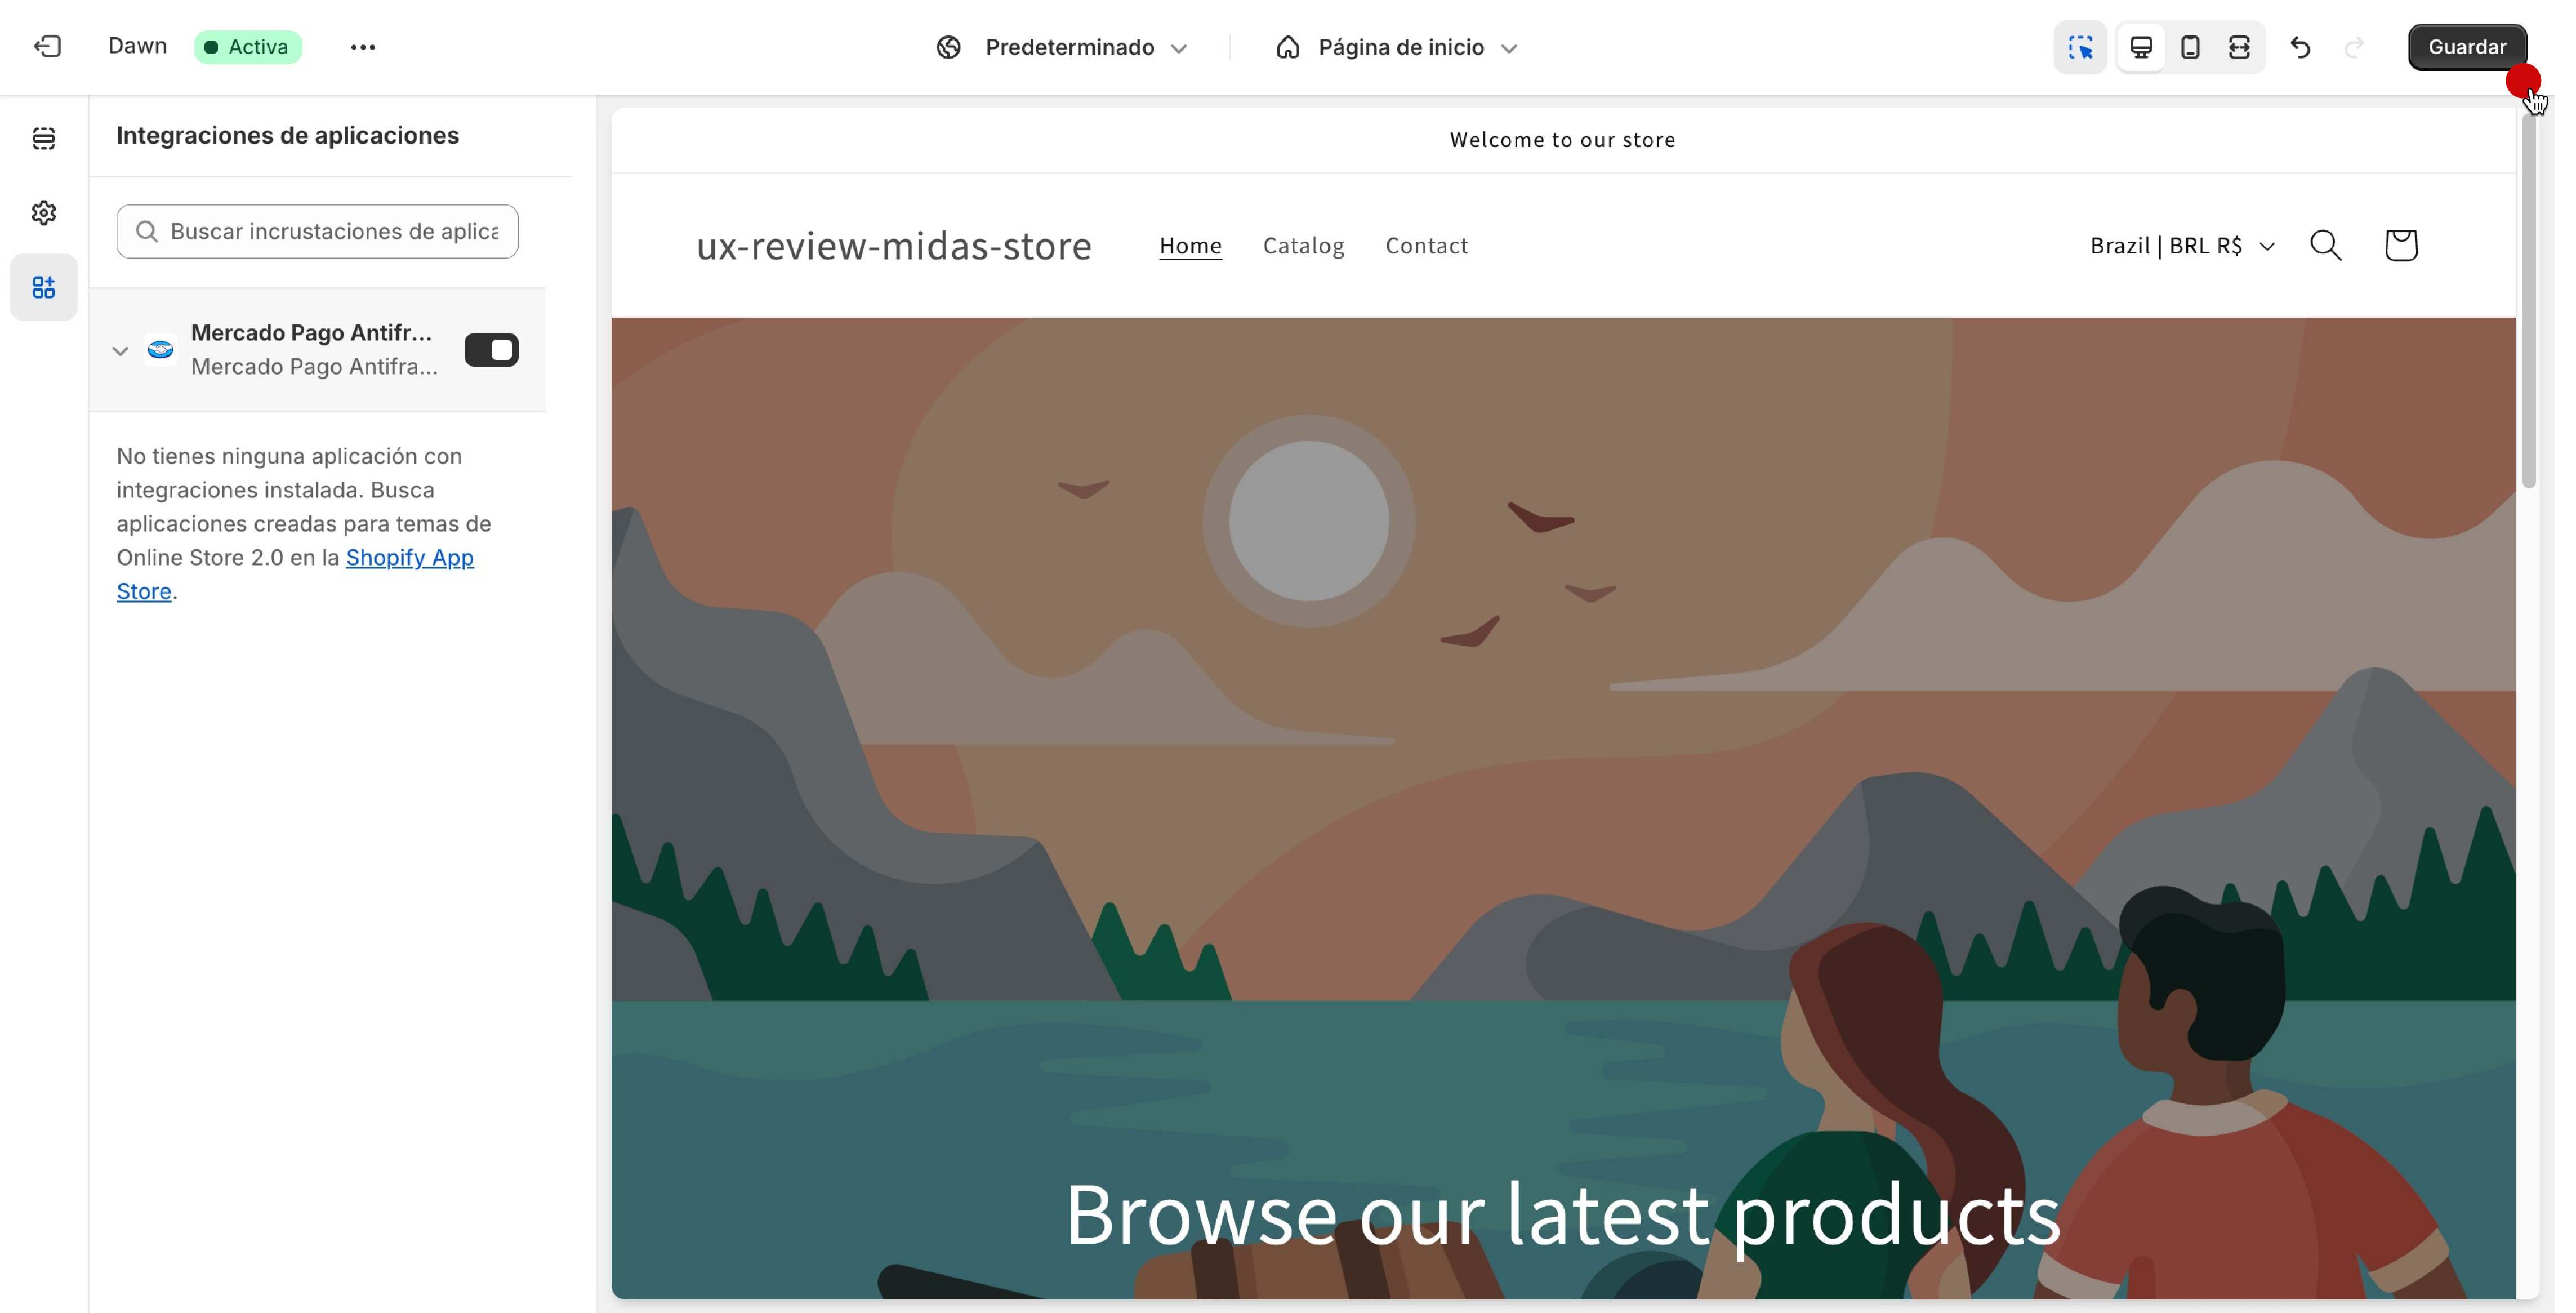 Dawn
Activa
Predeterminado
Página de inicio
Guardar
Integraciones de aplicaciones
Buscar incrustaciones de aplica
Mercado Pago Antifr...
Mercado Pago Antifra...
No tienes ninguna aplicación con
integraciones instalada. Busca
aplicaciones creadas para temas de
Online Store 2.0 en la Shopify App
Store.
Welcome to our store
ux-review-midas-store
Home
Catalog
Contact
Brazil | BRL R$
Browse our latest products